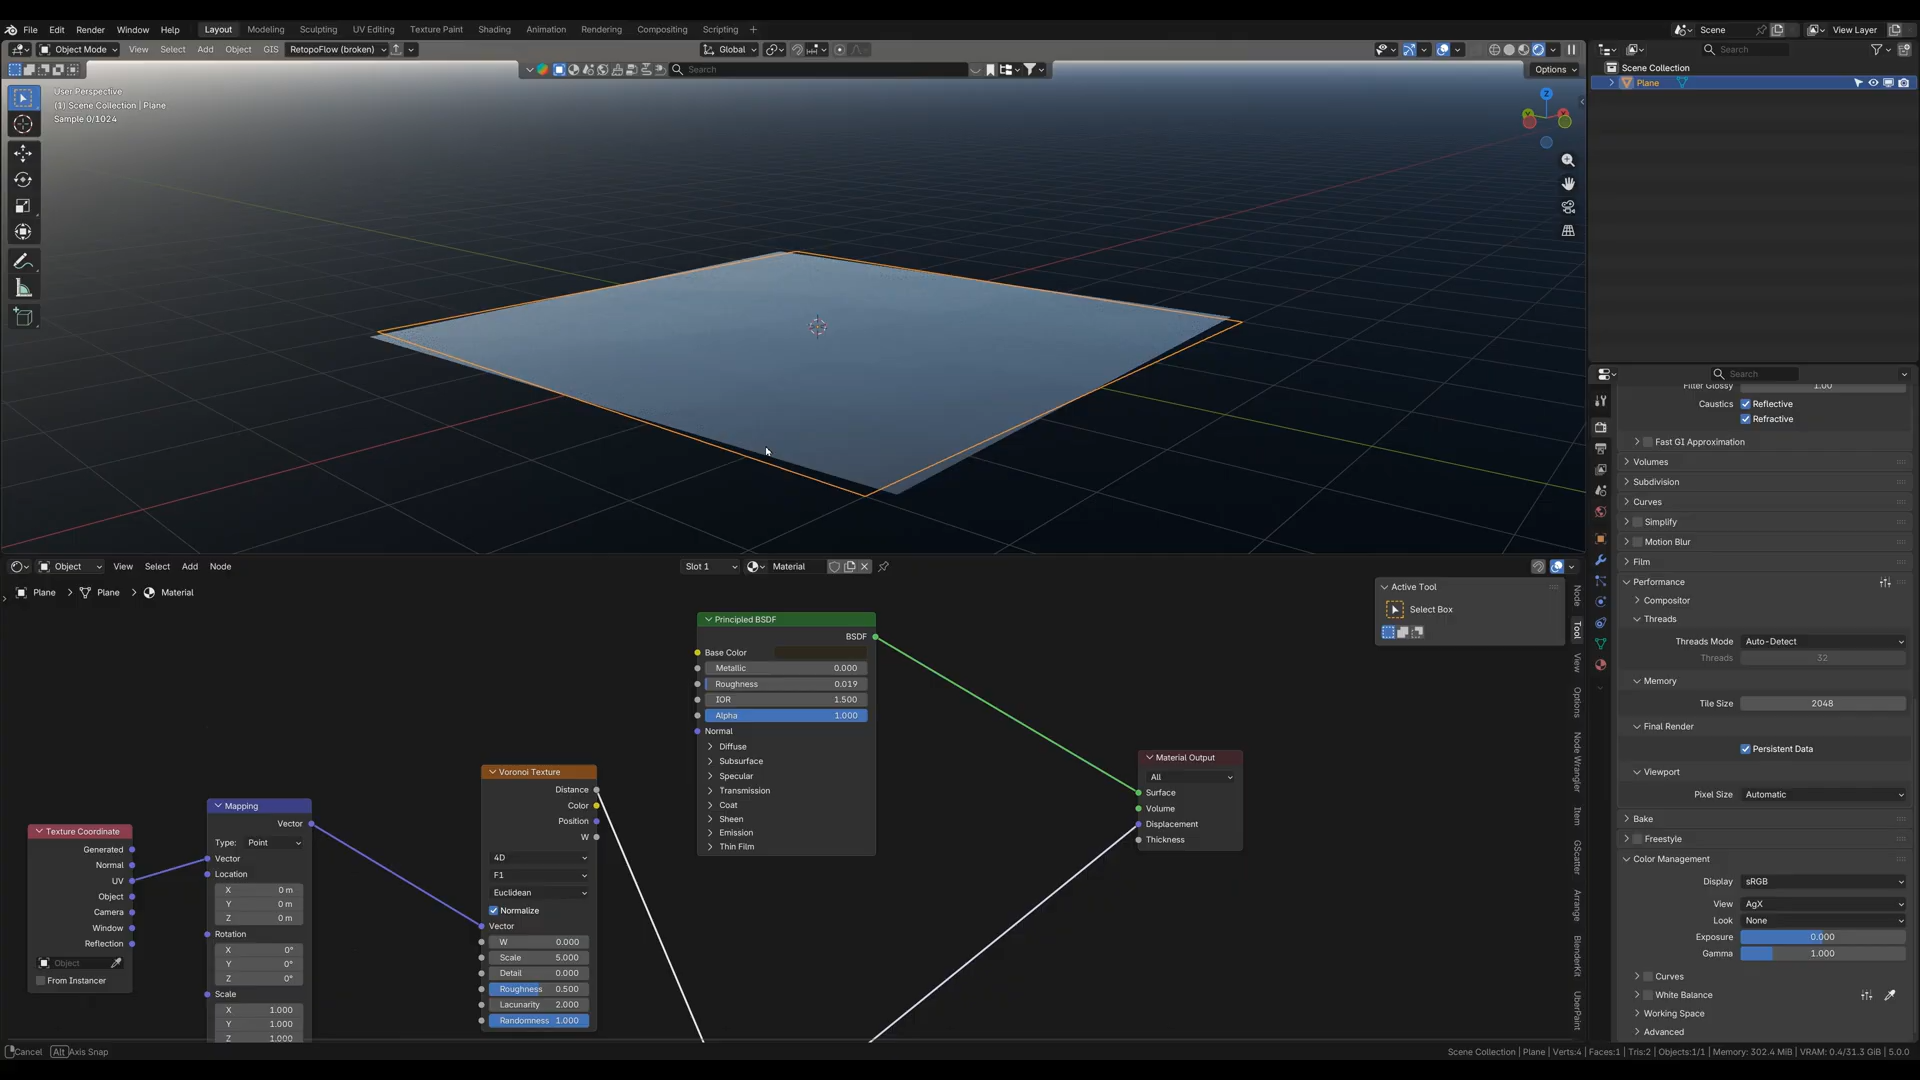 File Edit Render Window Help Layout Modeling Sculpting UV Editing Texture Paint Shading Animation Rendering Compositing Scripting + Scene View Layer
Object Mode View Select Add Object GIS RetopoFlow (broken) Global Search
Search Options
User Perspective
(1) Scene Collection | Plane
Sample 0/1024
Z
Scene Collection
Plane
Search
Filter Glossy 1.00
Caustics Reflective
Refractive
Fast GI Approximation
Volumes
Subdivision
Curves
Simplify
Motion Blur
Film
Performance
Compositor
Threads
Threads Mode Auto-Detect
Threads 32
Memory
Tile Size 2048
Final Render
Persistent Data
Viewport
Pixel Size Automatic
Bake
Freestyle
Color Management
Display sRGB
View AgX
Look None
Exposure 0.000
Gamma 1.000
Curves
White Balance
Working Space
Advanced
Object View Select Add Node Slot 1 Material
Plane > Plane > Material
Active Tool
Select Box
Node
Tool
View
Options
Node Wrangler
Item
GScatter
Arrange
BlenderKit
UberPaint
Principled BSDF
BSDF
Base Color
Metallic 0.000
Roughness 0.019
IOR 1.500
Alpha 1.000
Normal
Diffuse
Subsurface
Specular
Transmission
Coat
Sheen
Emission
Thin Film
Material Output
All
Surface
Volume
Displacement
Thickness
Voronoi Texture
Distance
Color
Position
W
4D
F1
Euclidean
Normalize
Vector
W 0.000
Scale 5.000
Detail 0.000
Roughness 0.500
Lacunarity 2.000
Randomness 1.000
Mapping
Vector
Type: Point
Vector
Location
X 0 m
Y 0 m
Z 0 m
Rotation
X 0°
Y 0°
Z 0°
Scale
X 1.000
Y 1.000
Z 1.000
Texture Coordinate
Generated
Normal
UV
Object
Camera
Window
Reflection
Object
From Instancer
Cancel Alt Axis Snap
Scene Collection | Plane | Verts:4 | Faces:1 | Tris:2 | Objects:1/1 | Memory: 302.4 MiB | VRAM: 0.4/31.3 GiB | 5.0.0